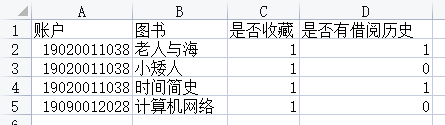 A B C D
1 账户 图书 是否收藏 是否有借阅历史
2 19020011038 老人与海 1 1
3 19020011038 小矮人 1 0
4 19020011038 时间简史 1 1
5 19090012028 计算机网络 1 0